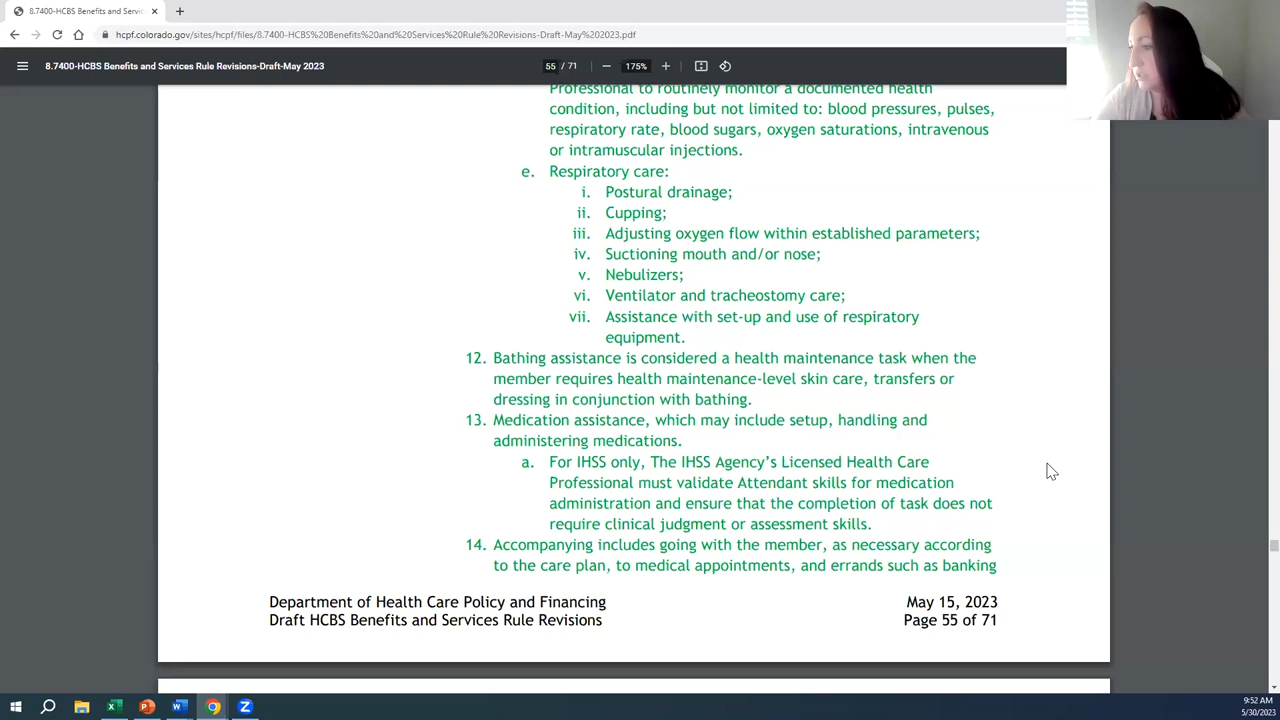 8.7400-HCBS Benefits and Servic
hcpf.colorado.gov/sites/hcpf/files/8.7400-HCBS%20Benefits%20and%20Services%20Rule%20Revisions-Draft-May%202023.pdf
8.7400-HCBS Benefits and Services Rule Revisions-Draft-May 2023
55 / 71
175%
Professional to routinely monitor a documented health
condition, including but not limited to: blood pressures, pulses,
respiratory rate, blood sugars, oxygen saturations, intravenous
or intramuscular injections.
e. Respiratory care:
i. Postural drainage;
ii. Cupping;
iii. Adjusting oxygen flow within established parameters;
iv. Suctioning mouth and/or nose;
v. Nebulizers;
vi. Ventilator and tracheostomy care;
vii. Assistance with set-up and use of respiratory
equipment.
12. Bathing assistance is considered a health maintenance task when the
member requires health maintenance-level skin care, transfers or
dressing in conjunction with bathing.
13. Medication assistance, which may include setup, handling and
administering medications.
a. For IHSS only, The IHSS Agency's Licensed Health Care
Professional must validate Attendant skills for medication
administration and ensure that the completion of task does not
require clinical judgment or assessment skills.
14. Accompanying includes going with the member, as necessary according
to the care plan, to medical appointments, and errands such as banking
Department of Health Care Policy and Financing
May 15, 2023
Draft HCBS Benefits and Services Rule Revisions
Page 55 of 71
9:52 AM
5/30/2023